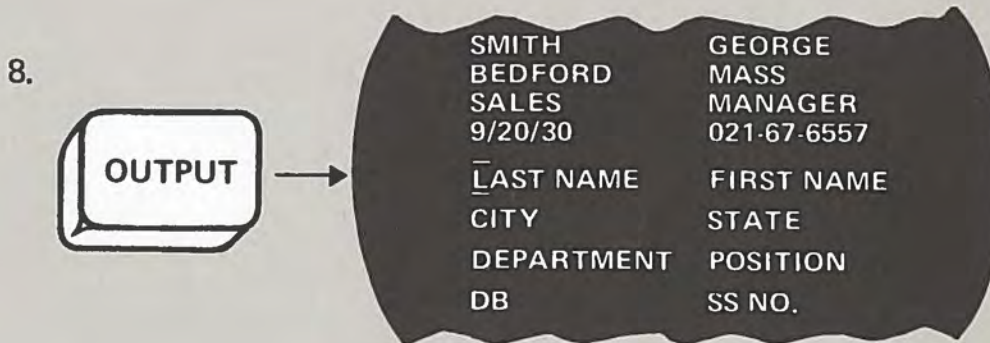 8.
OUTPUT
SMITH GEORGE
BEDFORD MASS
SALES MANAGER
9/20/30 021-67-6557
LAST NAME FIRST NAME
CITY STATE
DEPARTMENT POSITION
DB SS NO.